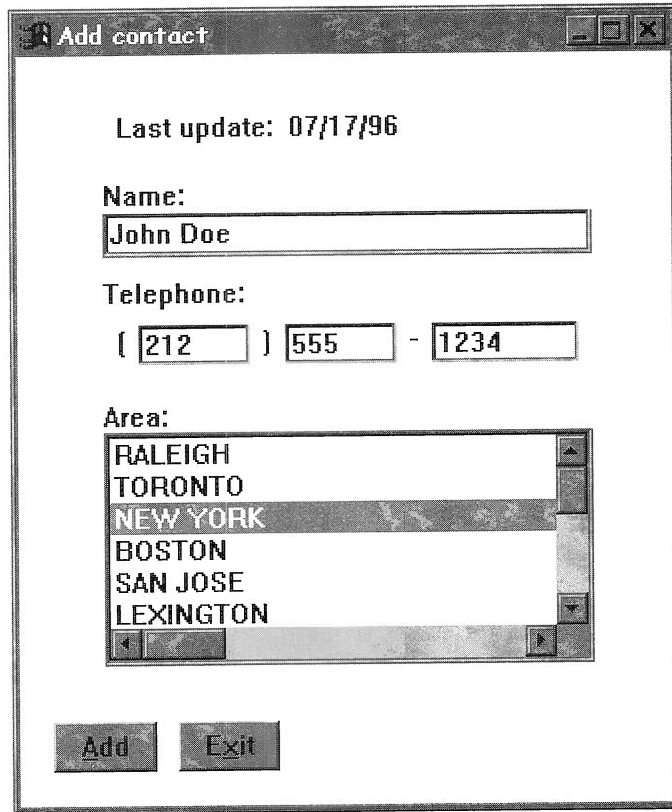 Add contact
Last update: 07/17/96
Name:
John Doe
Telephone:
( 212 ) 555 - 1234
Area:
RALEIGH
TORONTO
NEW YORK
BOSTON
SAN JOSE
LEXINGTON
Add Exit